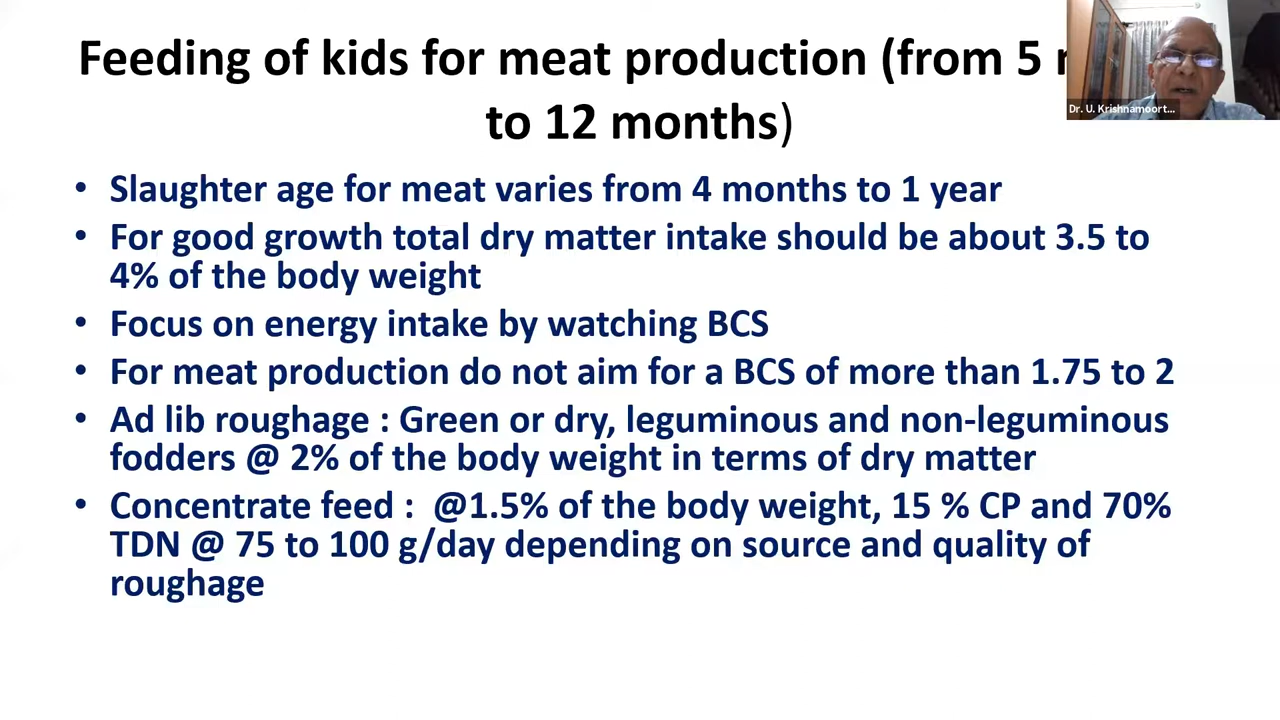 Feeding of kids for meat production (from 5
to 12 months)
• Slaughter age for meat varies from 4 months to 1 year
• For good growth total dry matter intake should be about 3.5 to
4% of the body weight
• Focus on energy intake by watching BCS
• For meat production do not aim for a BCS of more than 1.75 to 2
• Ad lib roughage : Green or dry, leguminous and non-leguminous
fodders @ 2% of the body weight in terms of dry matter
• Concentrate feed : @1.5% of the body weight, 15 % CP and 70%
TDN @ 75 to 100 g/day depending on source and quality of
roughage
Dr. U. Krishnamoort...